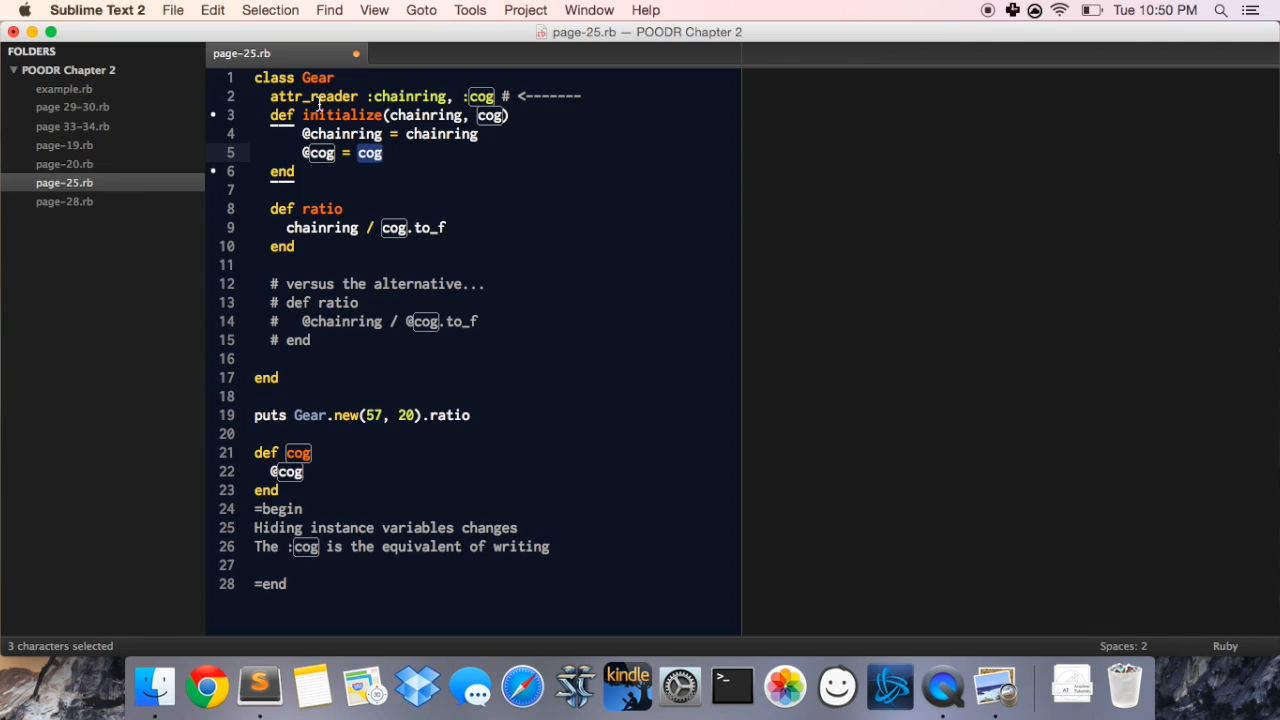 Sublime Text 2 File Edit Selection Find View Goto Tools Project Window Help Tue 10:50 PM
page-25.rb — POODR Chapter 2
FOLDERS
POODR Chapter 2
example.rb
page 29-30.rb
page 33-34.rb
page-19.rb
page-20.rb
page-25.rb
page-28.rb
page-25.rb
1 class Gear
2 attr_reader :chainring, :cog # <-------
3 def initialize(chainring, cog)
4 @chainring = chainring
5 @cog = cog
6 end
7
8 def ratio
9 chainring / cog.to_f
10 end
11
12 # versus the alternative...
13 # def ratio
14 # @chainring / @cog.to_f
15 # end
16
17 end
18
19 puts Gear.new(57, 20).ratio
20
21 def cog
22 @cog
23 end
24 =begin
25 Hiding instance variables changes
26 The :cog is the equivalent of writing
27
28 =end
3 characters selected Spaces: 2 Ruby
kindle